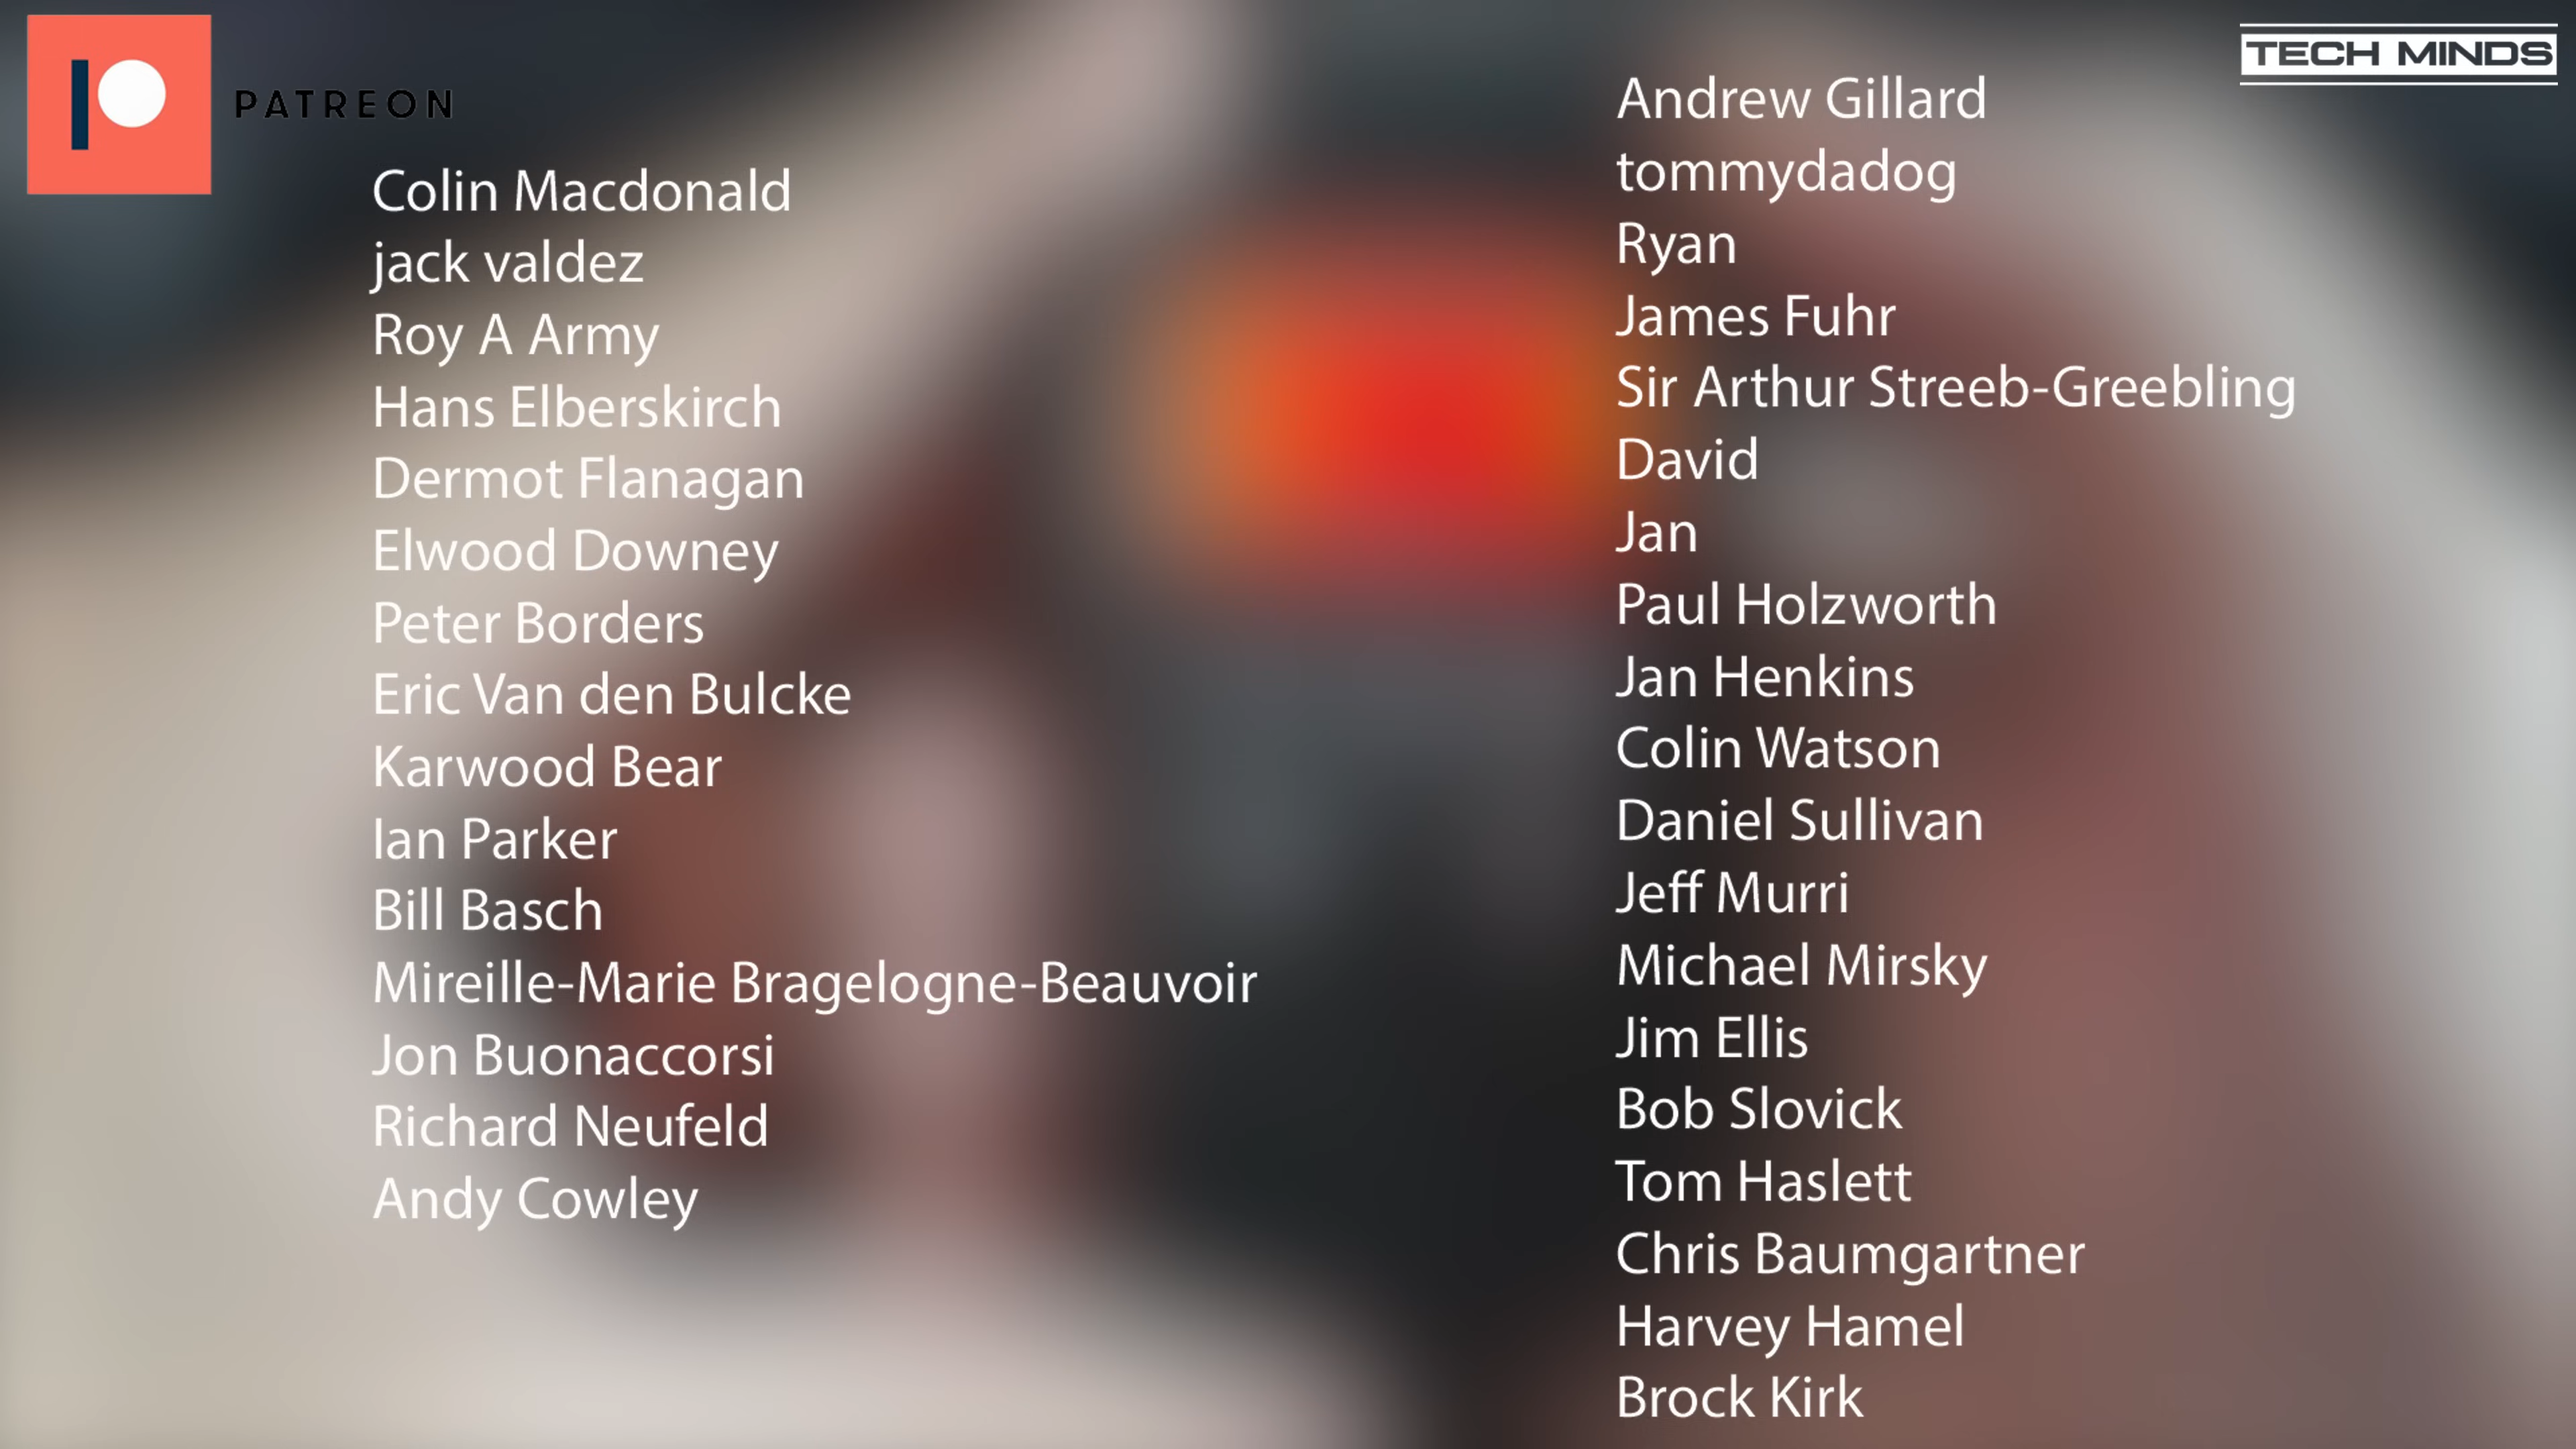 PATREON
TECH MINDS
Colin Macdonald
jack valdez
Roy A Army
Hans Elberskirch
Dermot Flanagan
Elwood Downey
Peter Borders
Eric Van den Bulcke
Karwood Bear
Ian Parker
Bill Basch
Mireille-Marie Bragelogne-Beauvoir
Jon Buonaccorsi
Richard Neufeld
Andy Cowley
Andrew Gillard
tommydadog
Ryan
James Fuhr
Sir Arthur Streeb-Greebling
David
Jan
Paul Holzworth
Jan Henkins
Colin Watson
Daniel Sullivan
Jeff Murri
Michael Mirsky
Jim Ellis
Bob Slovick
Tom Haslett
Chris Baumgartner
Harvey Hamel
Brock Kirk